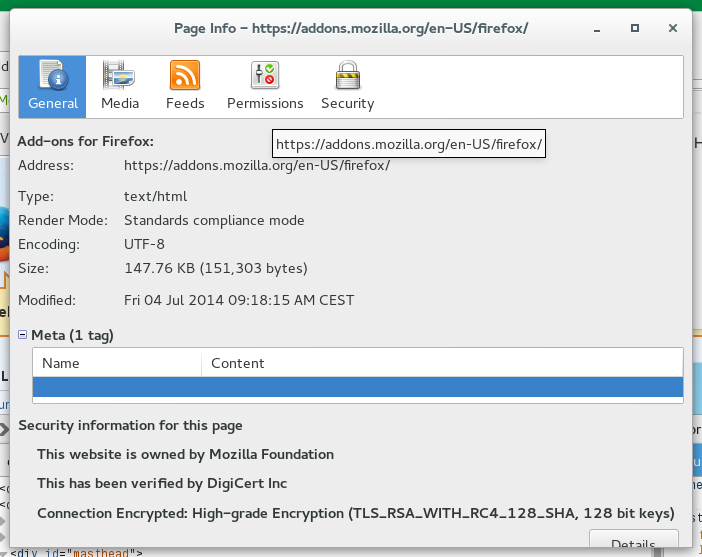 Page Info – https://addons.mozilla.org/en-US/firefox/
General Media Feeds Permissions Security
Add-ons for Firefox:
https://addons.mozilla.org/en-US/firefox/
Address: https://addons.mozilla.org/en-US/firefox/
Type: text/html
Render Mode: Standards compliance mode
Encoding: UTF-8
Size: 147.76 KB (151,303 bytes)
Modified: Fri 04 Jul 2014 09:18:15 AM CEST
Meta (1 tag)
Name Content
Security information for this page
This website is owned by Mozilla Foundation
This has been verified by DigiCert Inc
Connection Encrypted: High-grade Encryption (TLS_RSA_WITH_RC4_128_SHA, 128 bit keys)
Details
<div id="masthead">